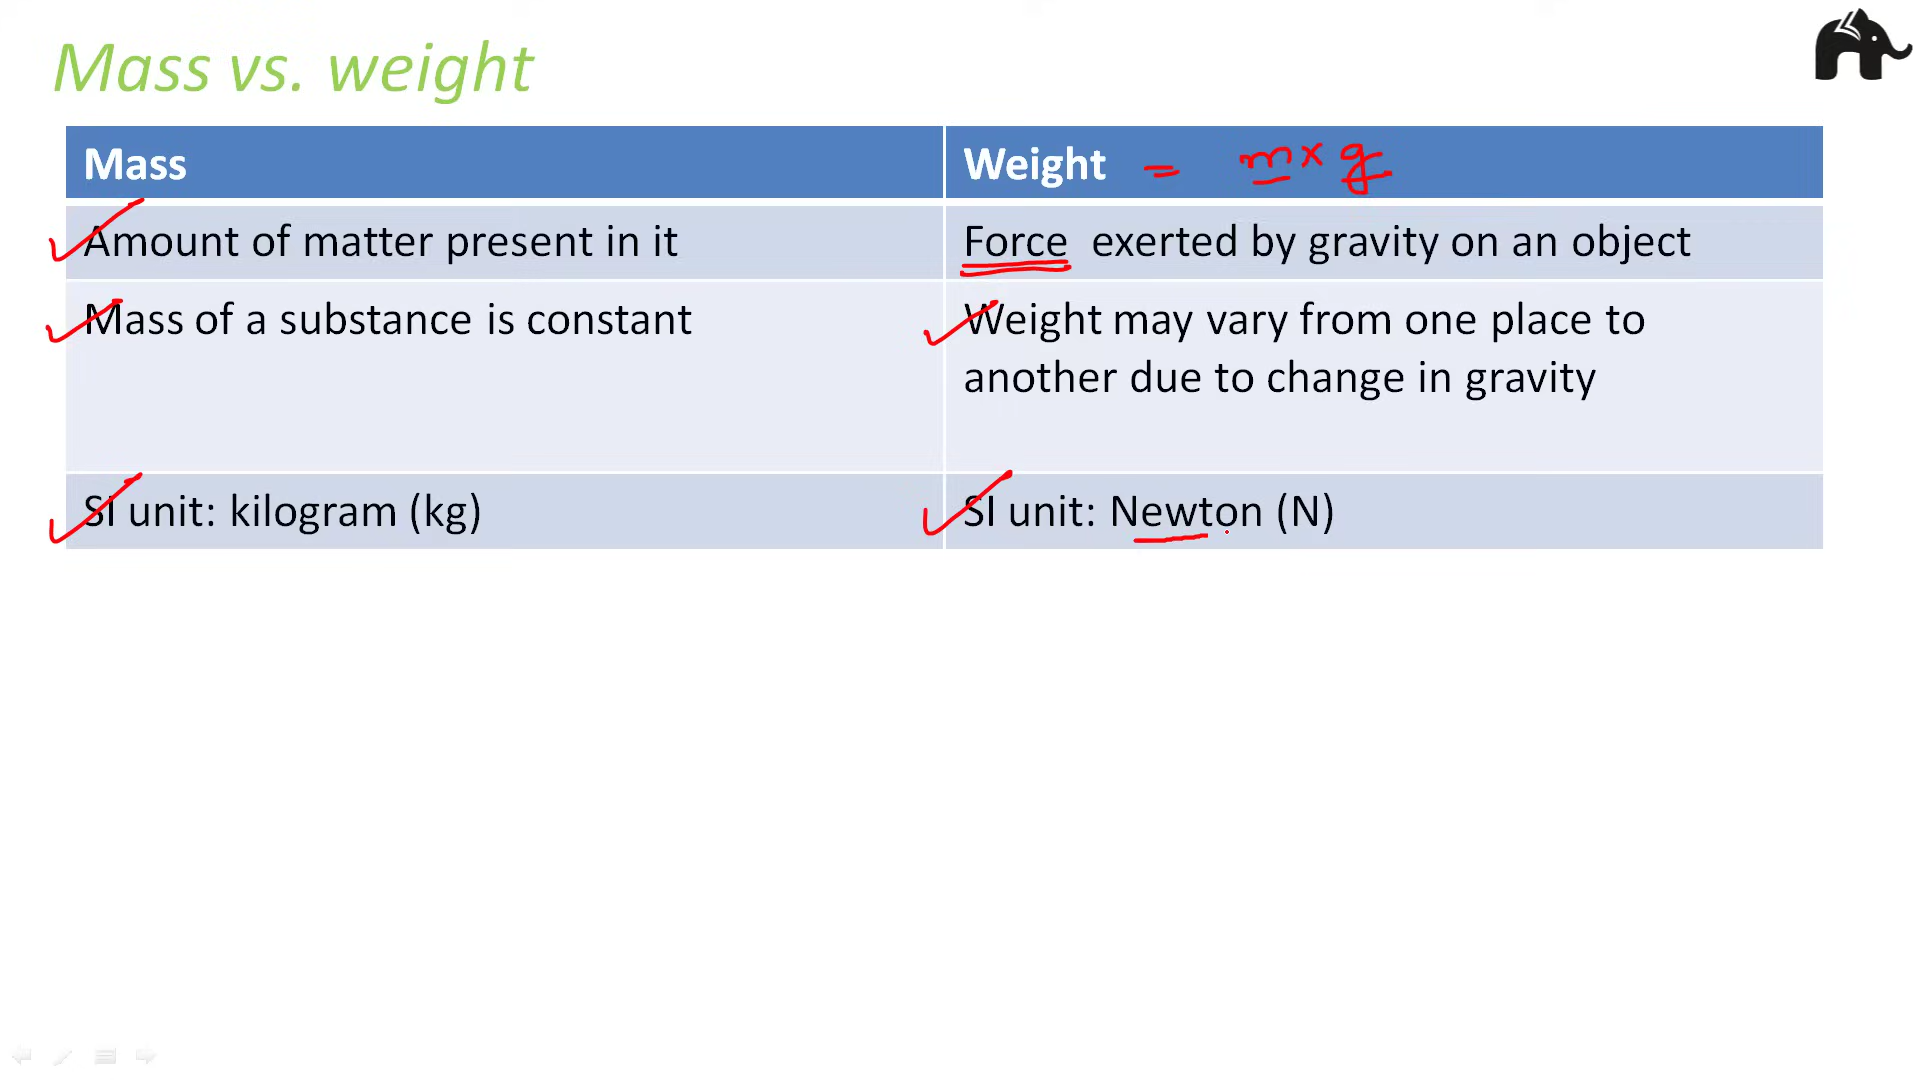 Mass vs. weight
Mass
Weight = m × g
Amount of matter present in it
Force exerted by gravity on an object
Mass of a substance is constant
Weight may vary from one place to
another due to change in gravity
SI unit: kilogram (kg)
SI unit: Newton (N)